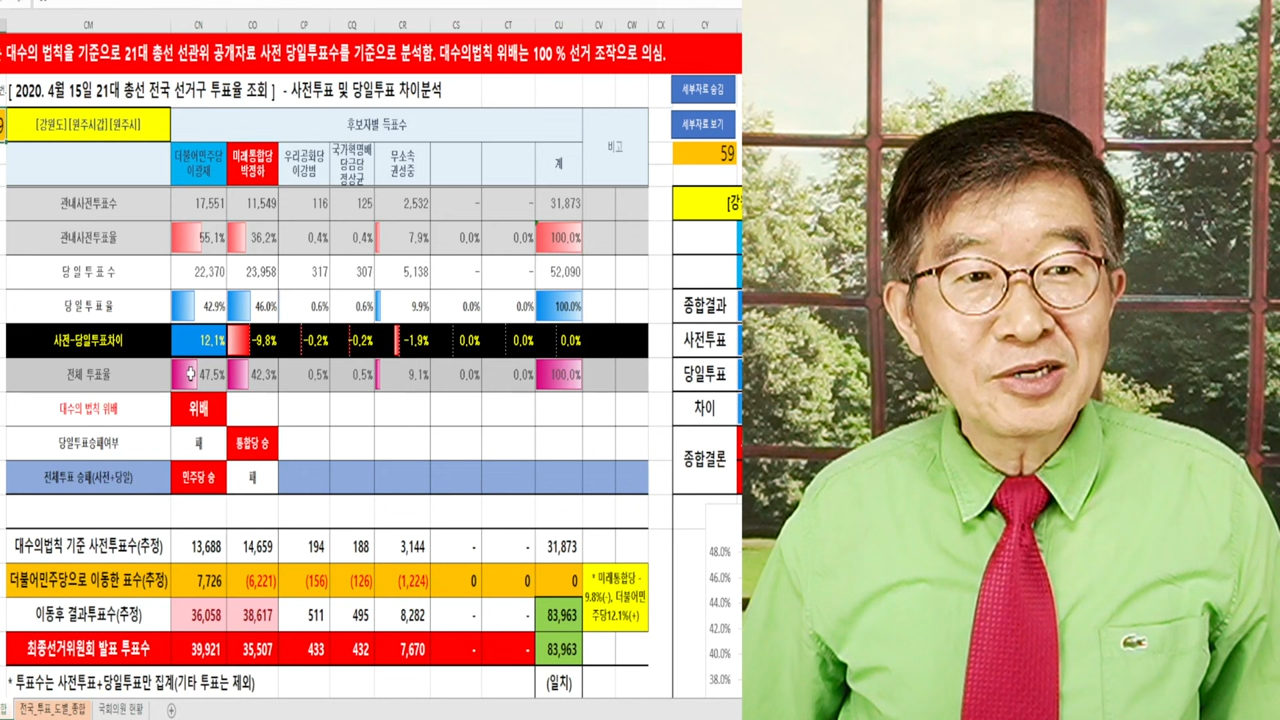 CM CN CO CP CQ CR CS CT CU CV CW CX CY
대수의 법칙을 기준으로 21대 총선 선관위 공개자료 사전 당일투표수를 기준으로 분석함. 대수의법칙 위배는 100 % 선거 조작으로 의심.
[ 2020. 4월 15일 21대 총선 전국 선거구 투표율 조회 ] - 사전투표 및 당일투표 차이분석
세부자료 숨김
[강원도][원주시갑][원주시] 후보자별 득표수 비고
세부자료 보기
더불어민주당 이광재 미래통합당 박정하 우리공화당 이강범 국가혁명배당금당 정상균 무소속 권성중 계
59
관내사전투표수 17,551 11,549 116 125 2,532 - - 31,873
관내사전투표율 55.1% 36.2% 0.4% 0.4% 7.9% 0.0% 0.0% 100.0%
당 일 투 표 수 22,370 23,958 317 307 5,138 - - 52,090
당 일 투 표 율 42.9% 46.0% 0.6% 0.6% 9.9% 0.0% 0.0% 100.0%
사전-당일투표차이 12.1% -9.8% -0.2% -0.2% -1.9% 0.0% 0.0% 0.0%
전체 투표율 47.5% 42.3% 0.5% 0.5% 9.1% 0.0% 0.0% 100.0%
대수의 법칙 위배 위배
당일투표승패여부 패 통합당 승
전체투표 승패(사전+당일) 민주당 승 패
대수의법칙 기준 사전투표수(추정) 13,688 14,659 194 188 3,144 - - 31,873
더불어민주당으로 이동한 표수(추정) 7,726 (6,221) (156) (126) (1,224) 0 0 0
이동후 결과투표수(추정) 36,058 38,617 511 495 8,282 - - 83,963
* 미래통합당 -
9.8%(-), 더불어민
주당12.1%(+)
최종선거위원회 발표 투표수 39,921 35,507 433 432 7,670 - - 83,963
* 투표수는 사전투표+당일투표만 집계(기타 투표는 제외) (일치)
종합결과
사전투표
당일투표
차이
종합결론
48.0%
46.0%
44.0%
42.0%
40.0%
38.0%
전국_투표_도별_종합 국회의원 현황